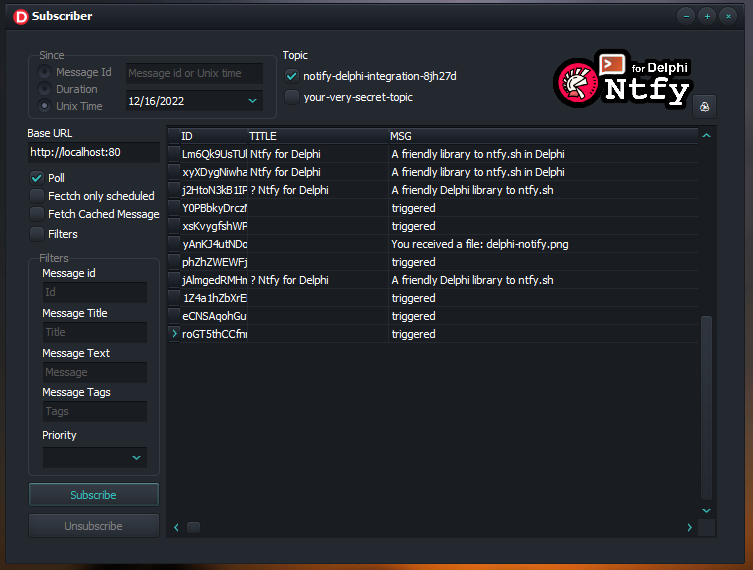 Subscriber
Since
Message Id
Message id or Unix time
Duration
Unix Time
12/16/2022
Topic
notify-delphi-integration-8jh27d
your-very-secret-topic
for Delphi
Ntfy
Base URL
http://localhost:80
Poll
Fectch only scheduled
Fetch Cached Message
Filters
Filters
Message id
Id
Message Title
Title
Message Text
Message
Message Tags
Tags
Priority
Subscribe
Unsubscribe
ID TITLE MSG
Lm6Qk9UsTUl Ntfy for Delphi A friendly library to ntfy.sh in Delphi
xyXDygNiwha Ntfy for Delphi A friendly library to ntfy.sh in Delphi
j2HtoN3kB1IP ? Ntfy for Delphi A friendly Delphi library to ntfy.sh
Y0PBbkyDrczM triggered
xsKvygfshWP triggered
yAnKJ4utNDo You received a file: delphi-notify.png
phZhZWEWFj triggered
jAlmgedRMHm ? Ntfy for Delphi A friendly Delphi library to ntfy.sh
1Z4a1hZbXrE triggered
eCNSAqohGu triggered
roGT5thCCfnr triggered